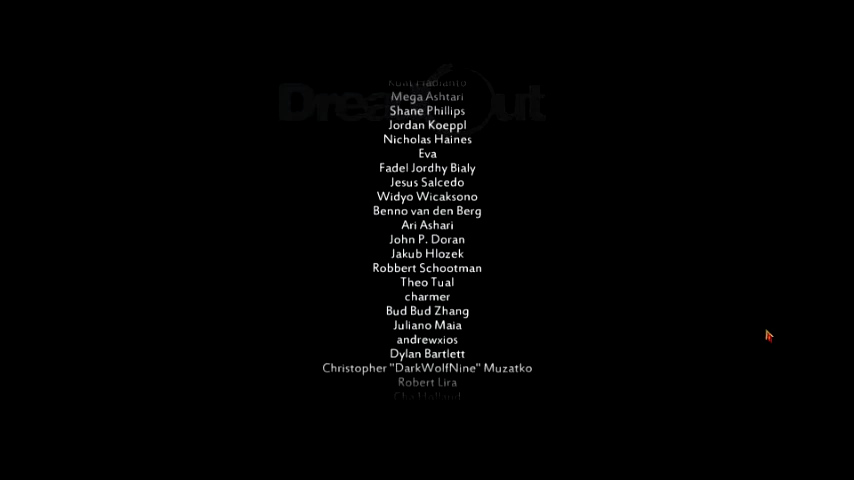 Mega Ashtari
Shane Phillips
Jordan Koeppl
Nicholas Haines
Eva
Fadel Jordhy Bialy
Jesus Salcedo
Widyo Wicaksono
Benno van den Berg
Ari Ashari
John P. Doran
Jakub Hlozek
Robbert Schootman
Theo Tual
charmer
Bud Bud Zhang
Juliano Maia
andrewxios
Dylan Bartlett
Christopher "DarkWolfNine" Muzatko
Robert Lira